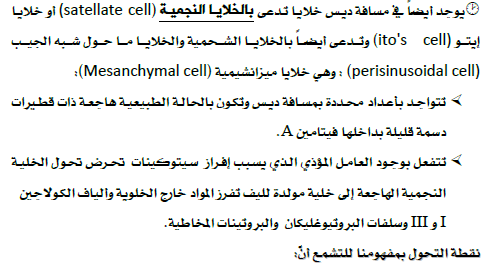 يوجد أيضاً في مسافة ديس خلايا تدعى بالخلايا النجمية (satellate cell) أو خلايا
إيتو (ito's cell) وتدعى أيضاً بالخلايا الشحمية والخلايا ما حول شبه الجيب
(perisinusoidal cell) ؛ وهي خلايا ميزانشيمية (Mesanchymal cell):
➢ تتواجد بأعداد محددة بمسافة ديس وتكون بالحالة الطبيعية هاجعة ذات قطيرات
دسمة قليلة بداخلها فيتامين A.
➢ تتفعل بوجود العامل المؤذي الذي يسبب إفراز سيتوكينات تحرض تحول الخلية
النجمية الهاجعة إلى خلية مولدة لليف تفرز المواد خارج الخلوية وألياف الكولاجين
I و III وسلفات البروتيوغليكان والبروتينات المخاطية.
نقطة التحول بمفهومنا للتشمع أنّ: